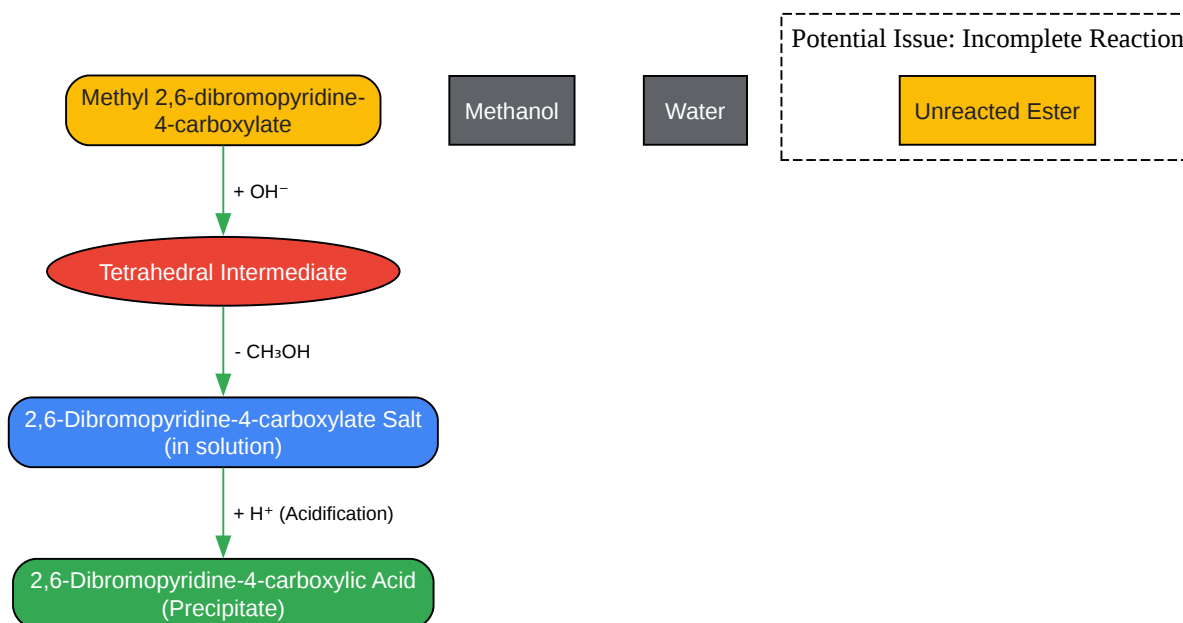 Potential Issue: Incomplete Reaction
Methyl 2,6-dibromopyridine-
4-carboxylate
Methanol
Water
Unreacted Ester
+ OH⁻
Tetrahedral Intermediate
- CH₃OH
2,6-Dibromopyridine-4-carboxylate Salt
(in solution)
+ H⁺ (Acidification)
2,6-Dibromopyridine-4-carboxylic Acid
(Precipitate)